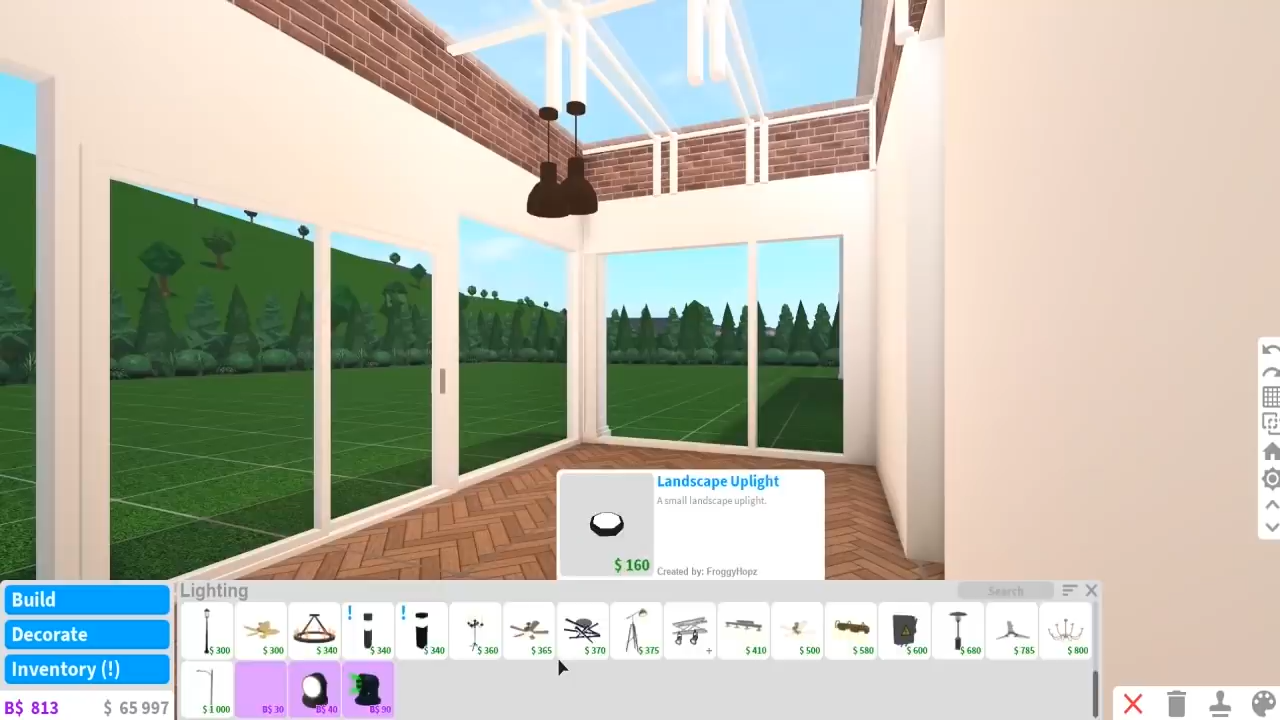 Landscape Uplight
A small landscape uplight.
$ 160
Created by: FroggyHopz
Build
Decorate
Inventory (!)
B$ 813
$ 65 997
Lighting
Search
$ 300
$ 300
$ 340
! $ 340
! $ 340
$ 360
$ 365
$ 370
$ 375
+
$ 410
$ 500
$ 580
$ 600
$ 680
$ 785
$ 800
$ 1 000
B$ 30
B$ 40
B$ 90